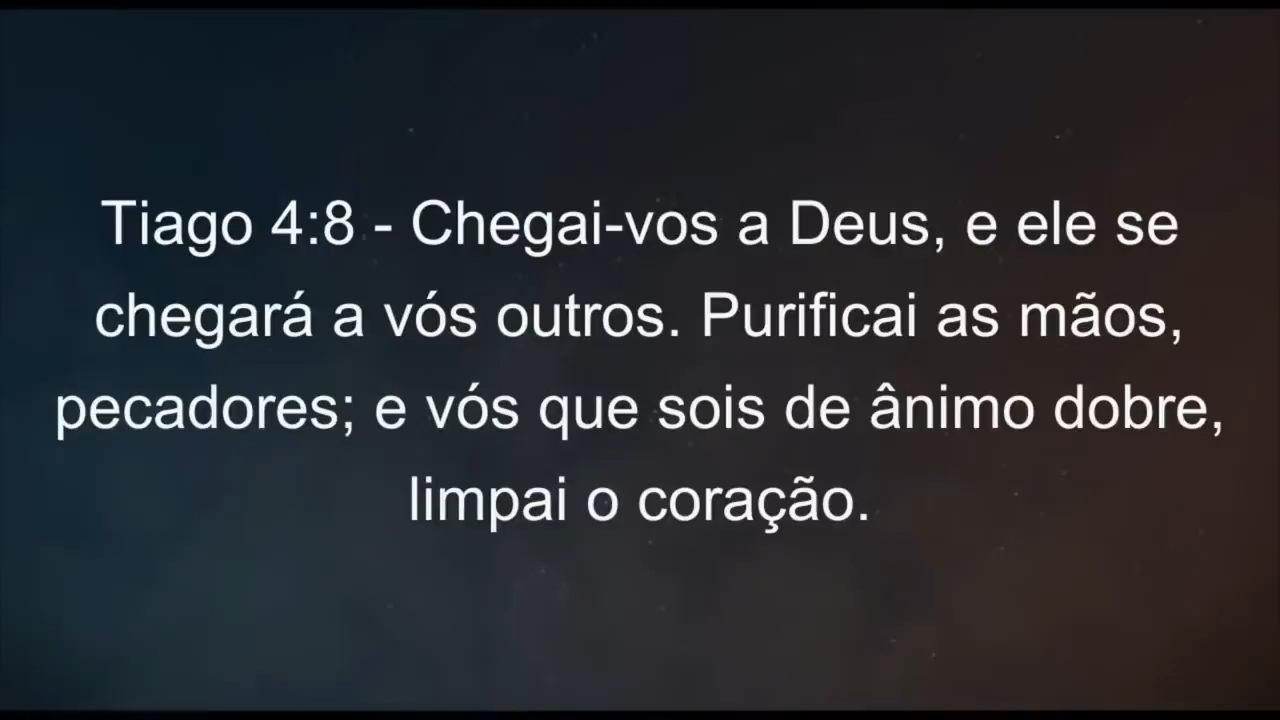 Tiago 4:8 - Chegai-vos a Deus, e ele se
chegará a vós outros. Purificai as mãos,
pecadores; e vós que sois de ânimo dobre,
limpai o coração.